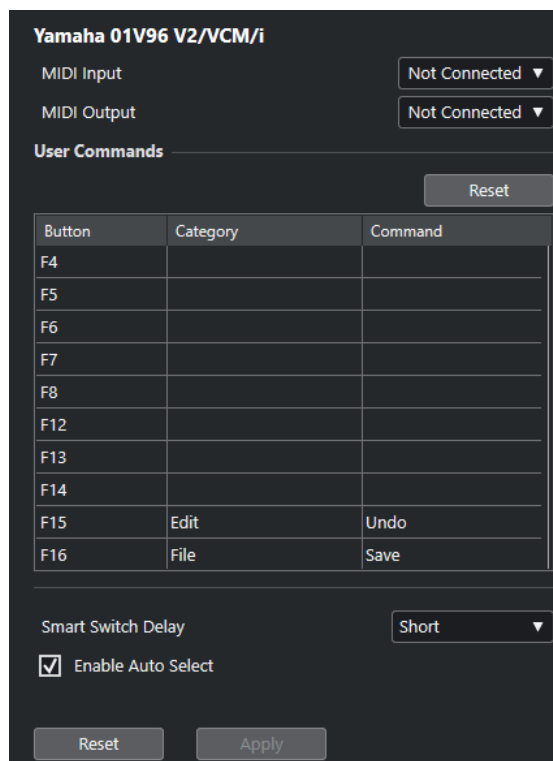 Yamaha 01V96 V2/VCM/i
MIDI Input Not Connected
MIDI Output Not Connected
User Commands
Reset
Button Category Command
F4
F5
F6
F7
F8
F12
F13
F14
F15 Edit Undo
F16 File Save
Smart Switch Delay Short
Enable Auto Select
Reset Apply